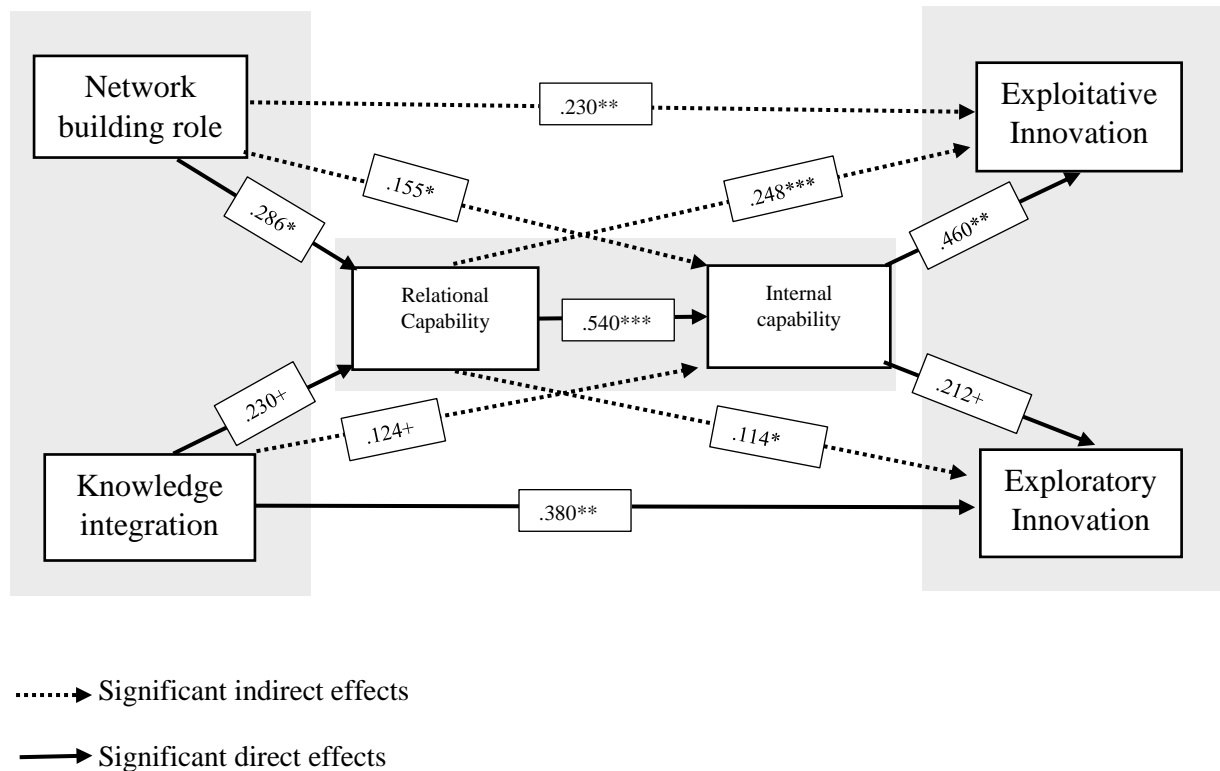 Network
building role
Exploitative
Innovation
.230**
.155*
.248***
.286*
.460**
Relational
Capability
Internal
capability
.540***
.230+
.124+
.114*
.212+
Knowledge
integration
.380**
Exploratory
Innovation
Significant indirect effects
Significant direct effects